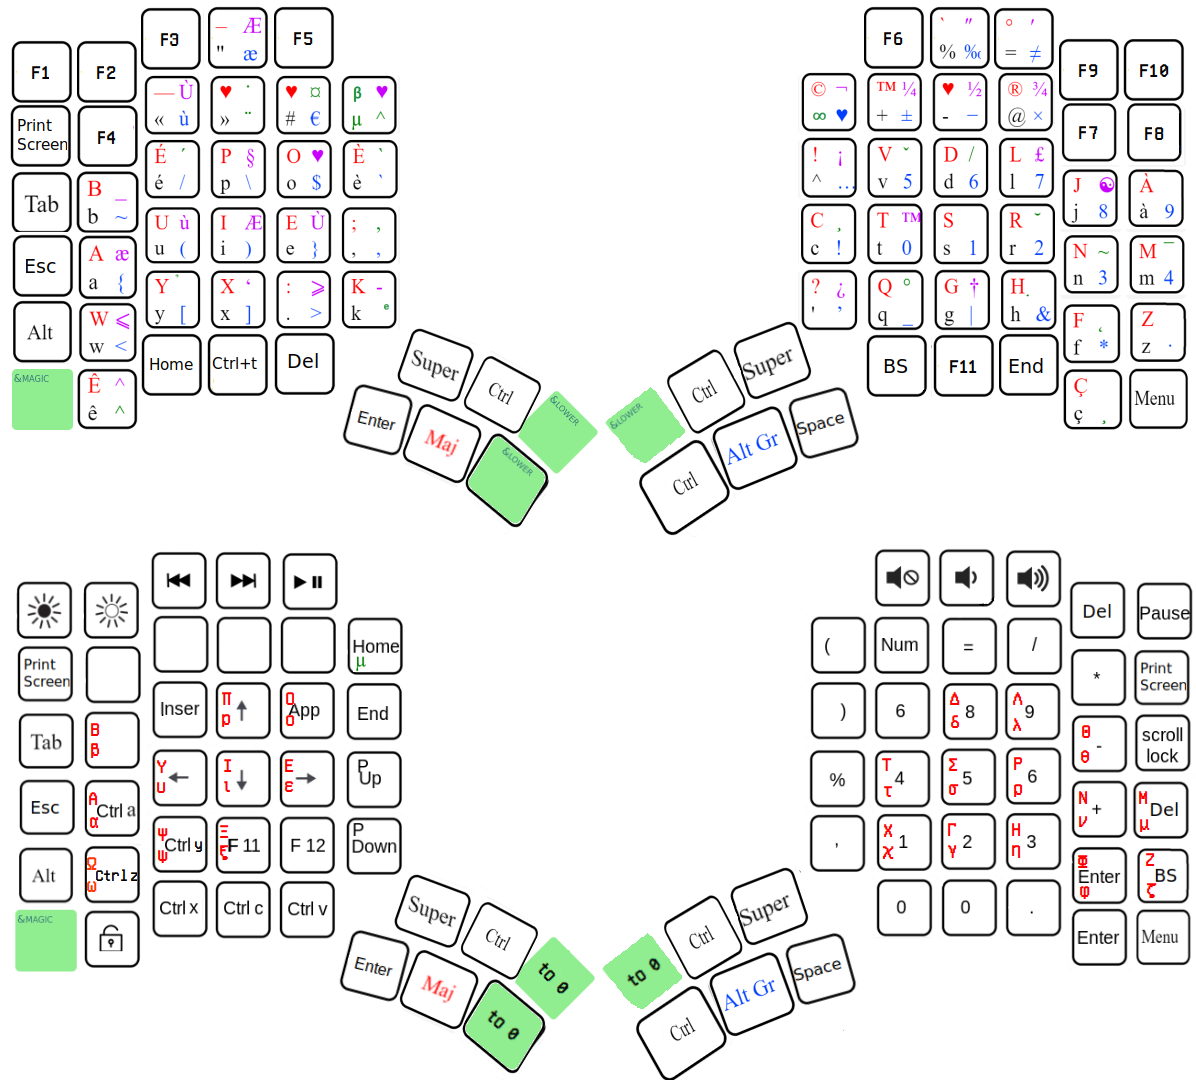 F1 F2 F3 – Æ " æ F5
Print Screen F4 — Ù « ù ♥ ˙ » ¨ ♥ ¤ # € β ♥ µ ^
Tab B _ b ~ É ´ é / P § p \ O ♥ o $ È ` è `
Esc A æ a { U ù u ( I Æ i ) E Ù e } ; , , ,
Alt W ⩽ w < Y ˚ y [ X ‘ x ] : ⩾ . > K - k e
&MAGIC Ê ^ ê ^ Home Ctrl+t Del
Super Ctrl &LOWER
Enter Maj &LOWER
F6 ` ″ % ‰ ° ′ = ≠ F9 F10
© ¬ ∞ ♥ ™ ¼ + ± ♥ ½ - − ® ¾ @ × F7 F8
! ¡ ^ … V ˇ v 5 D / d 6 L £ l 7 J ☯ j 8 À à 9
C ¸ c ! T ™ t 0 S s 1 R ˘ r 2 N ~ n 3 M ¯ m 4
? ¿ ' ’ Q ° q _ G † g | H . h & F ˛ f * Z z ·
BS F11 End Ç ç ¸ Menu
&LOWER Ctrl Super
Curl Alt Gr Space
Print Screen Home µ
Tab B β Inser Π p O o App End
Esc A α Ctrl a Y υ ← I ι ↓ E ε → P Up
Alt Ω ω Ctrl z Ψ ψ Ctrl y Ξ ξ F 11 F 12 P Down
&MAGIC Ctrl x Ctrl c Ctrl v
Super Ctrl to 0
Enter Maj to 0
Del Pause
( Num = / * Print Screen
) 6 Δ δ 8 Λ λ 9 Θ θ - scroll lock
% T τ 4 Σ σ 5 P ρ 6 N ν + M μ Del
, X χ 1 Γ γ 2 H η 3 Φ φ Enter Z ζ BS
0 0 . Enter Menu
to 0 Ctrl Super
Curl Alt Gr Space